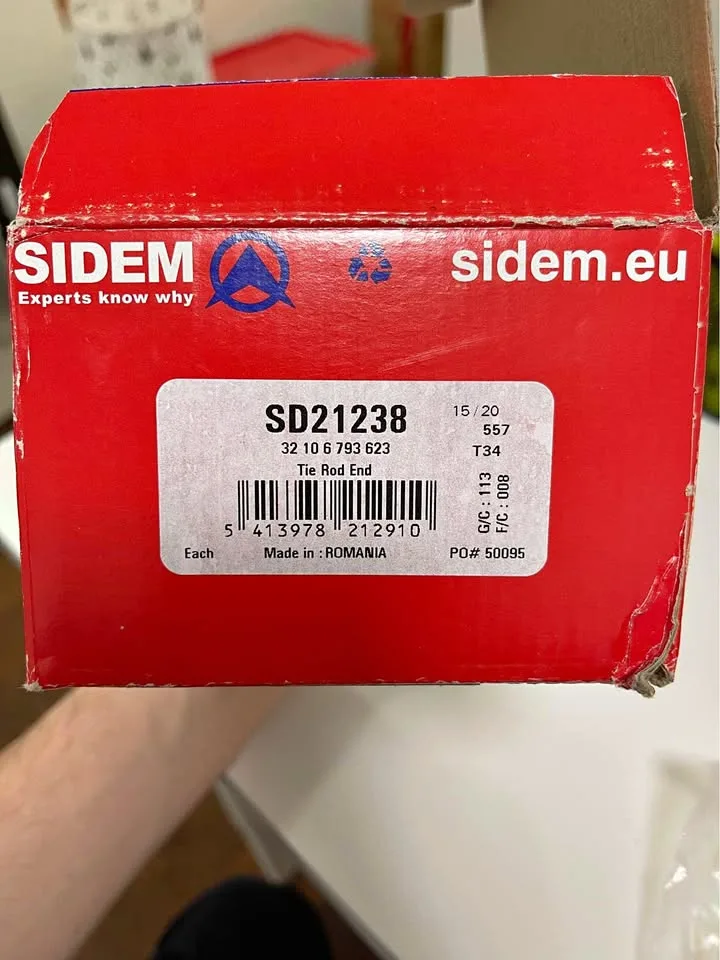 SIDEM
Experts know why
sidem.eu
SD21238
32 10 6 793 623
Tie Rod End
5 413978 212910
Each
Made in : ROMANIA
15 / 20
557
T34
G/C : 113
F/C : 008
PO# 50095